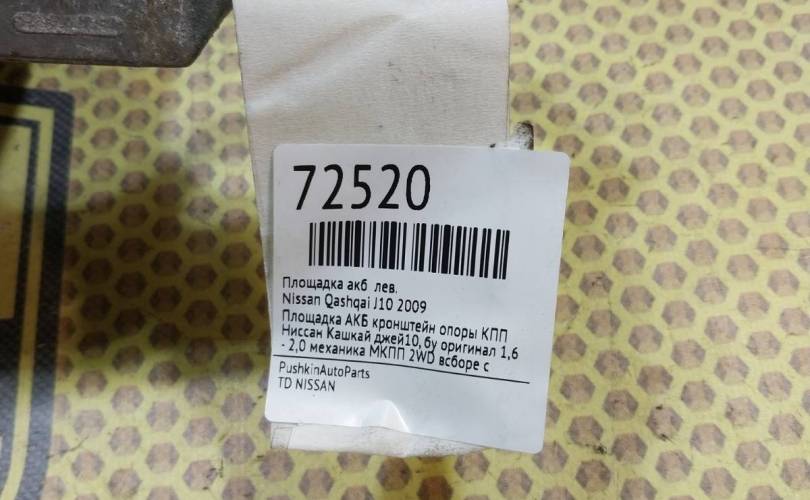 72520
Площадка акб лев.
Nissan Qashqai J10 2009
Площадка АКБ кронштейн опоры КПП
Ниссан Кашкай джей10, бу оригинал 1,6
- 2,0 механика МКПП 2WD всборе с
PushkinAutoParts
TD NISSAN